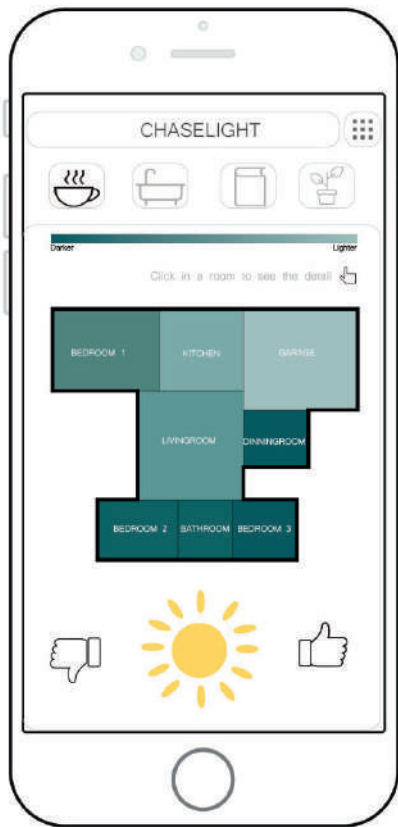 CHASELIGHT
Darker Lighter
Click in a room to see the detail
BEDROOM 1 KITCHEN GARAGE
LIVINGROOM DINNINGROOM
BEDROOM 2 BATHROOM BEDROOM 3